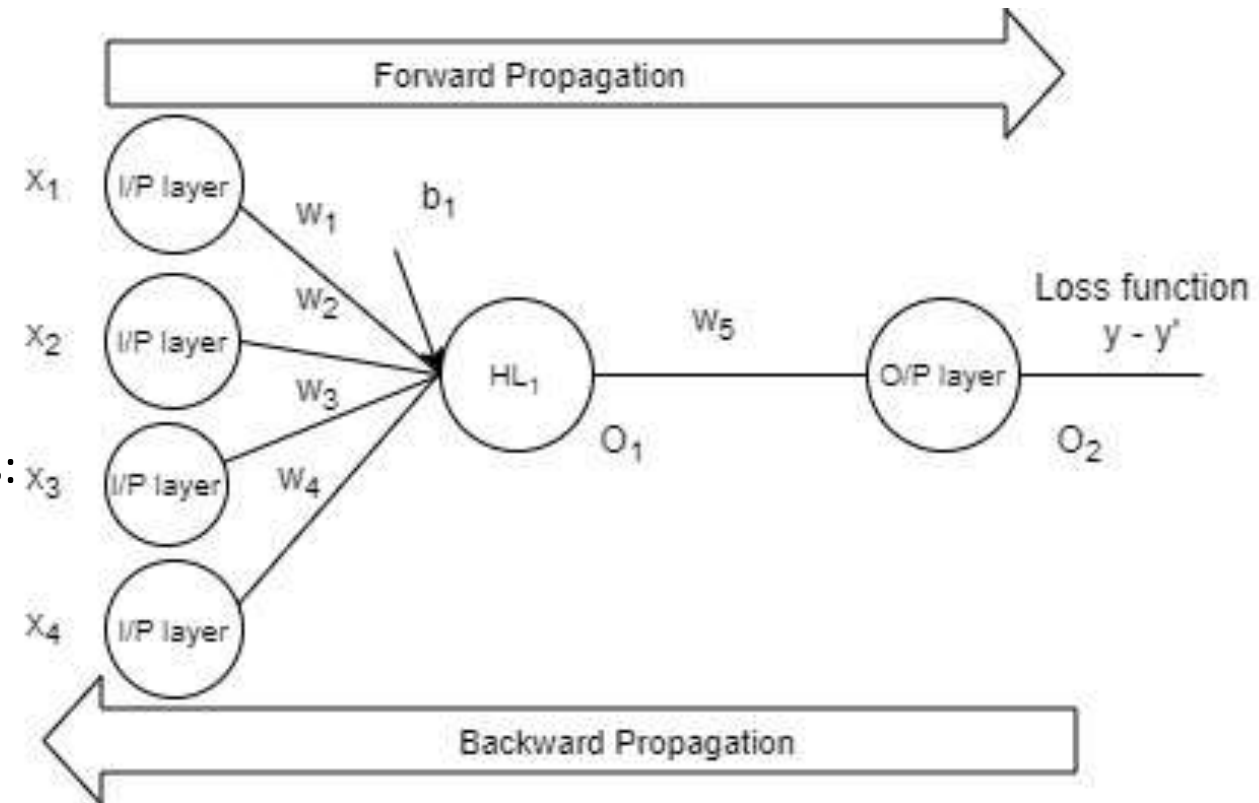 Forward Propagation
X₁ I/P layer
W₁
b₁
W₂
X₂ I/P layer
W₃
X₃ I/P layer
W₄
X₄ I/P layer
HL₁
O₁
W₅
O/P layer
Loss function
y - y'
O₂
Backward Propagation